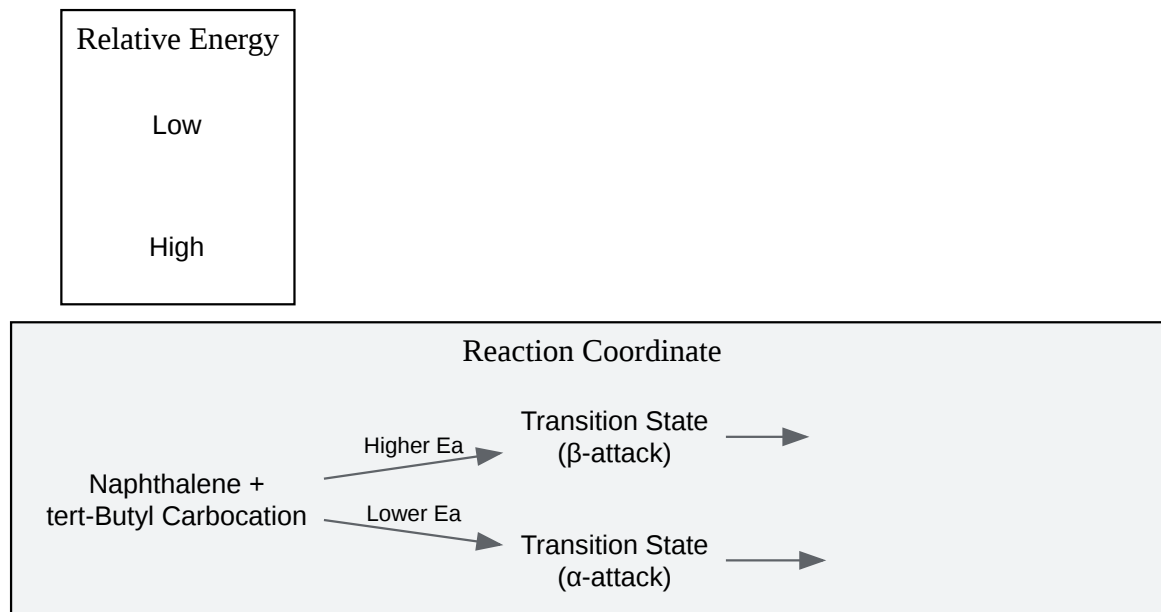 Relative Energy
Low
High
Reaction Coordinate
Higher Ea
Transition State
(β-attack)
Naphthalene +
tert-Butyl Carbocation
Lower Ea
Transition State
(α-attack)